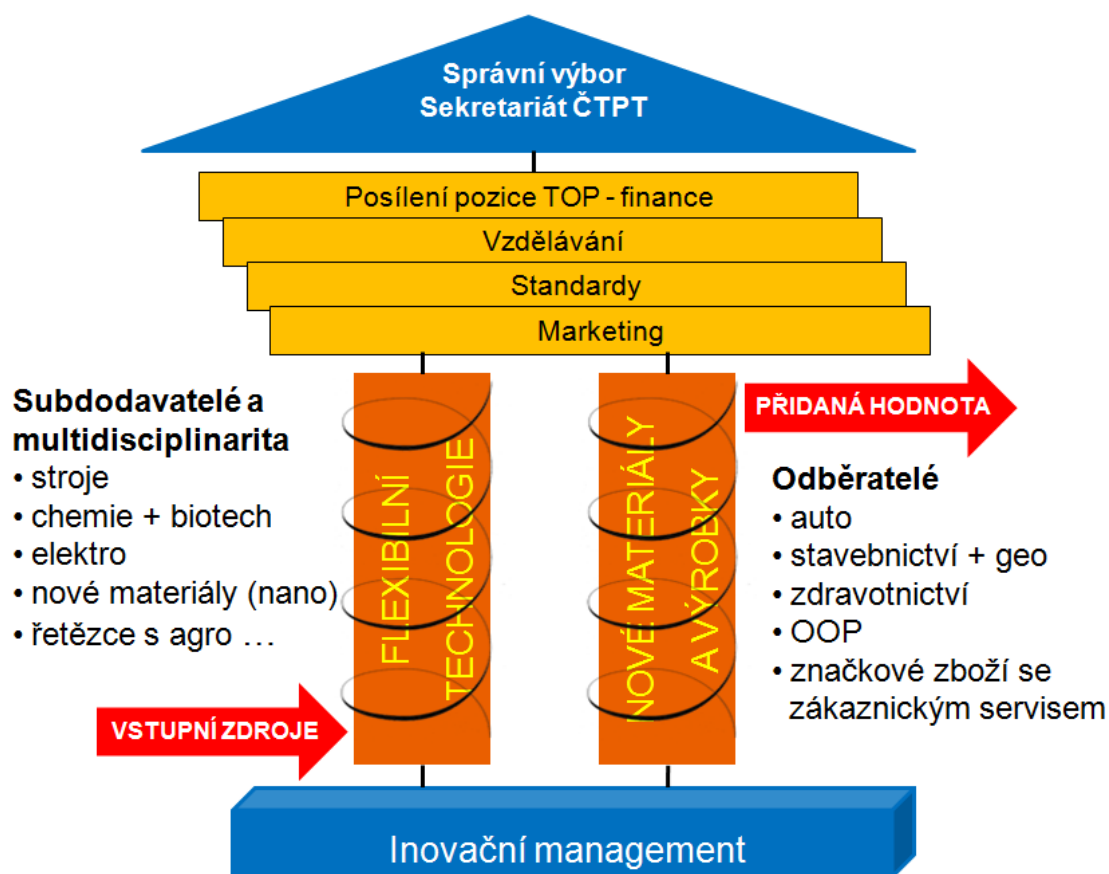 Správní výbor
Sekretariát ČTPT
Posílení pozice TOP - finance
Vzdělávání
Standardy
Marketing
Subdodavatelé a
multidisciplinarita
• stroje
• chemie + biotech
• elektro
• nové materiály (nano)
• řetězce s agro …
VSTUPNÍ ZDROJE
FLEXIBILNÍ
TECHNOLOGIE
NOVÉ MATERIÁLY
A VÝROBKY
PŘIDANÁ HODNOTA
Odběratelé
• auto
• stavebnictví + geo
• zdravotnictví
• OOP
• značkové zboží se
zákaznickým servisem
Inovační management